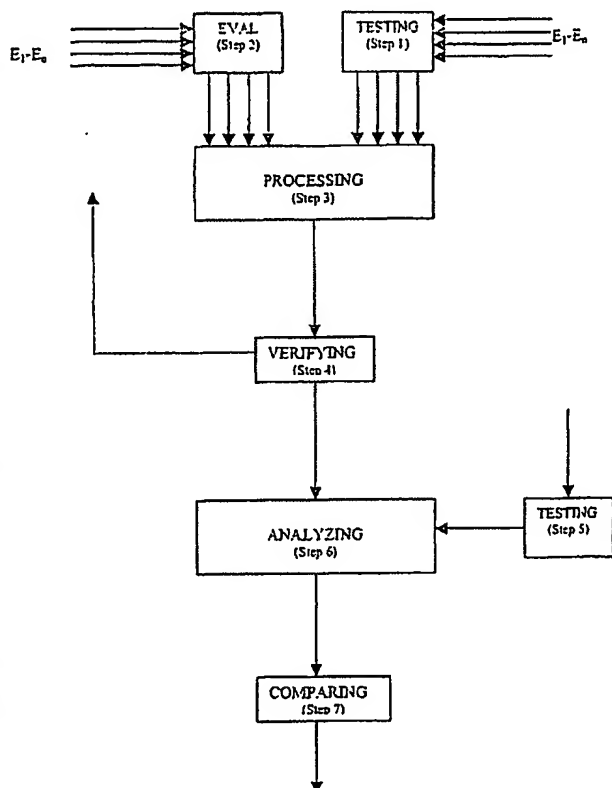 EVAL
(Step 2)
TESTING
(Step 1)
E1-En
E1-En
PROCESSING
(Step 3)
VERIFYING
(Step 4)
ANALYZING
(Step 6)
TESTING
(Step 5)
COMPARING
(Step 7)